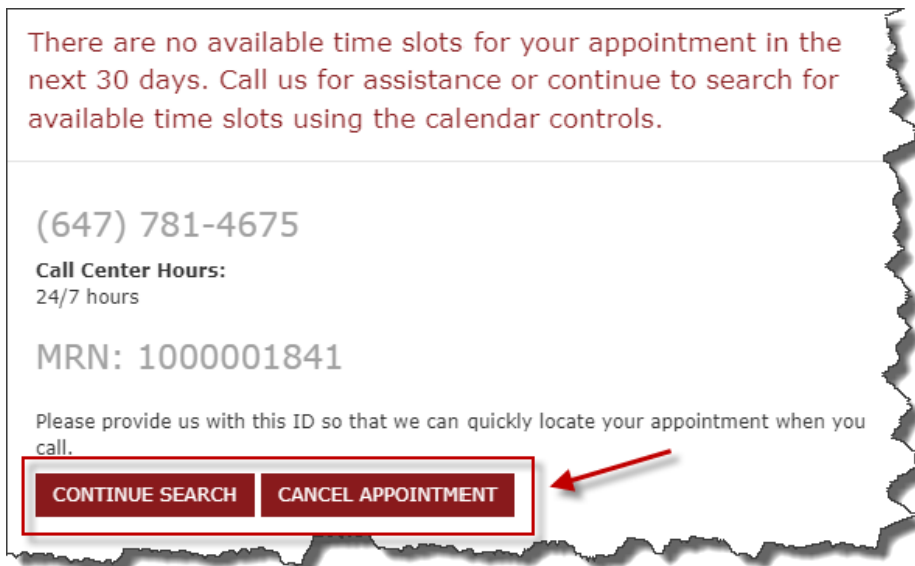 There are no available time slots for your appointment in the
next 30 days. Call us for assistance or continue to search for
available time slots using the calendar controls.
(647) 781-4675
Call Center Hours:
24/7 hours
MRN: 1000001841
Please provide us with this ID so that we can quickly locate your appointment when you
call.
CONTINUE SEARCH CANCEL APPOINTMENT